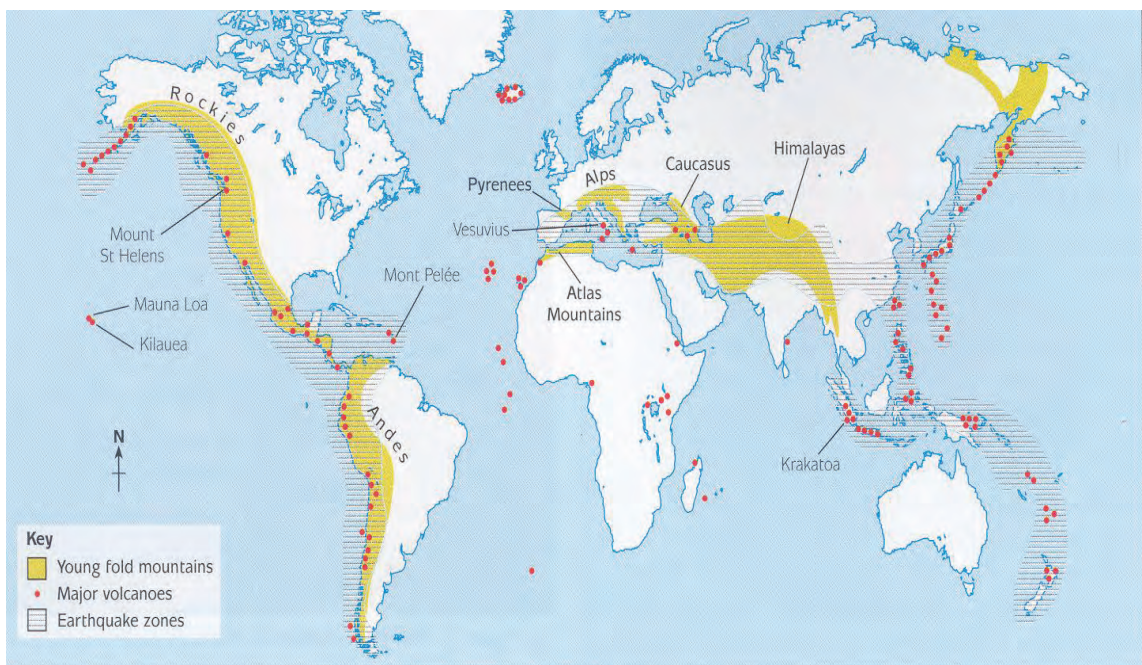 Rockies
Mount
St Helens
Mauna Loa
Kilauea
Mont Pelée
Andes
Pyrenees
Alps
Vesuvius
Atlas
Mountains
Caucasus
Himalayas
Krakatoa
N
Key
Young fold mountains
Major volcanoes
Earthquake zones